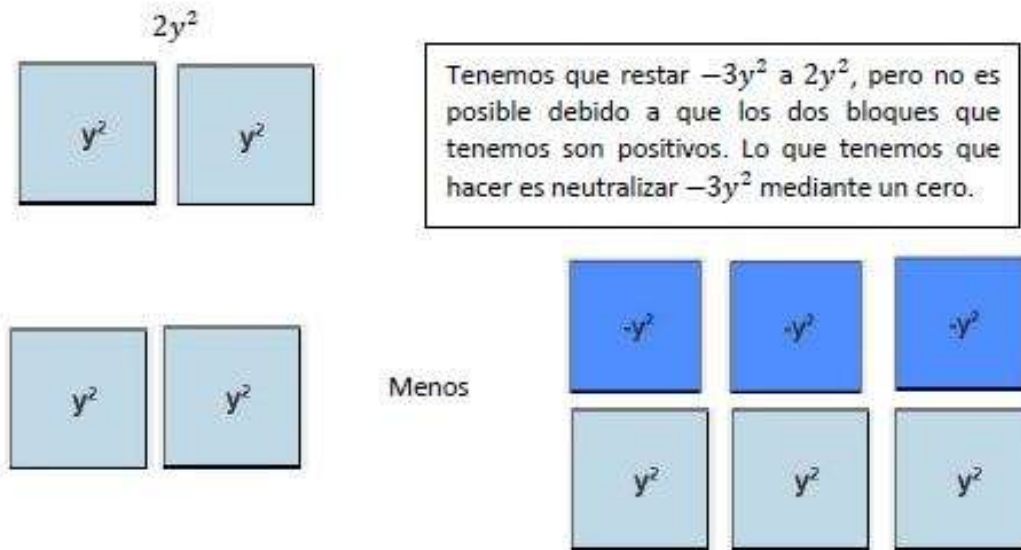 2y²
y² y²
Tenemos que restar −3y² a 2y², pero no es
posible debido a que los dos bloques que
tenemos son positivos. Lo que tenemos que
hacer es neutralizar −3y² mediante un cero.
-y² -y² -y²
y² y²
Menos
y² y² y²